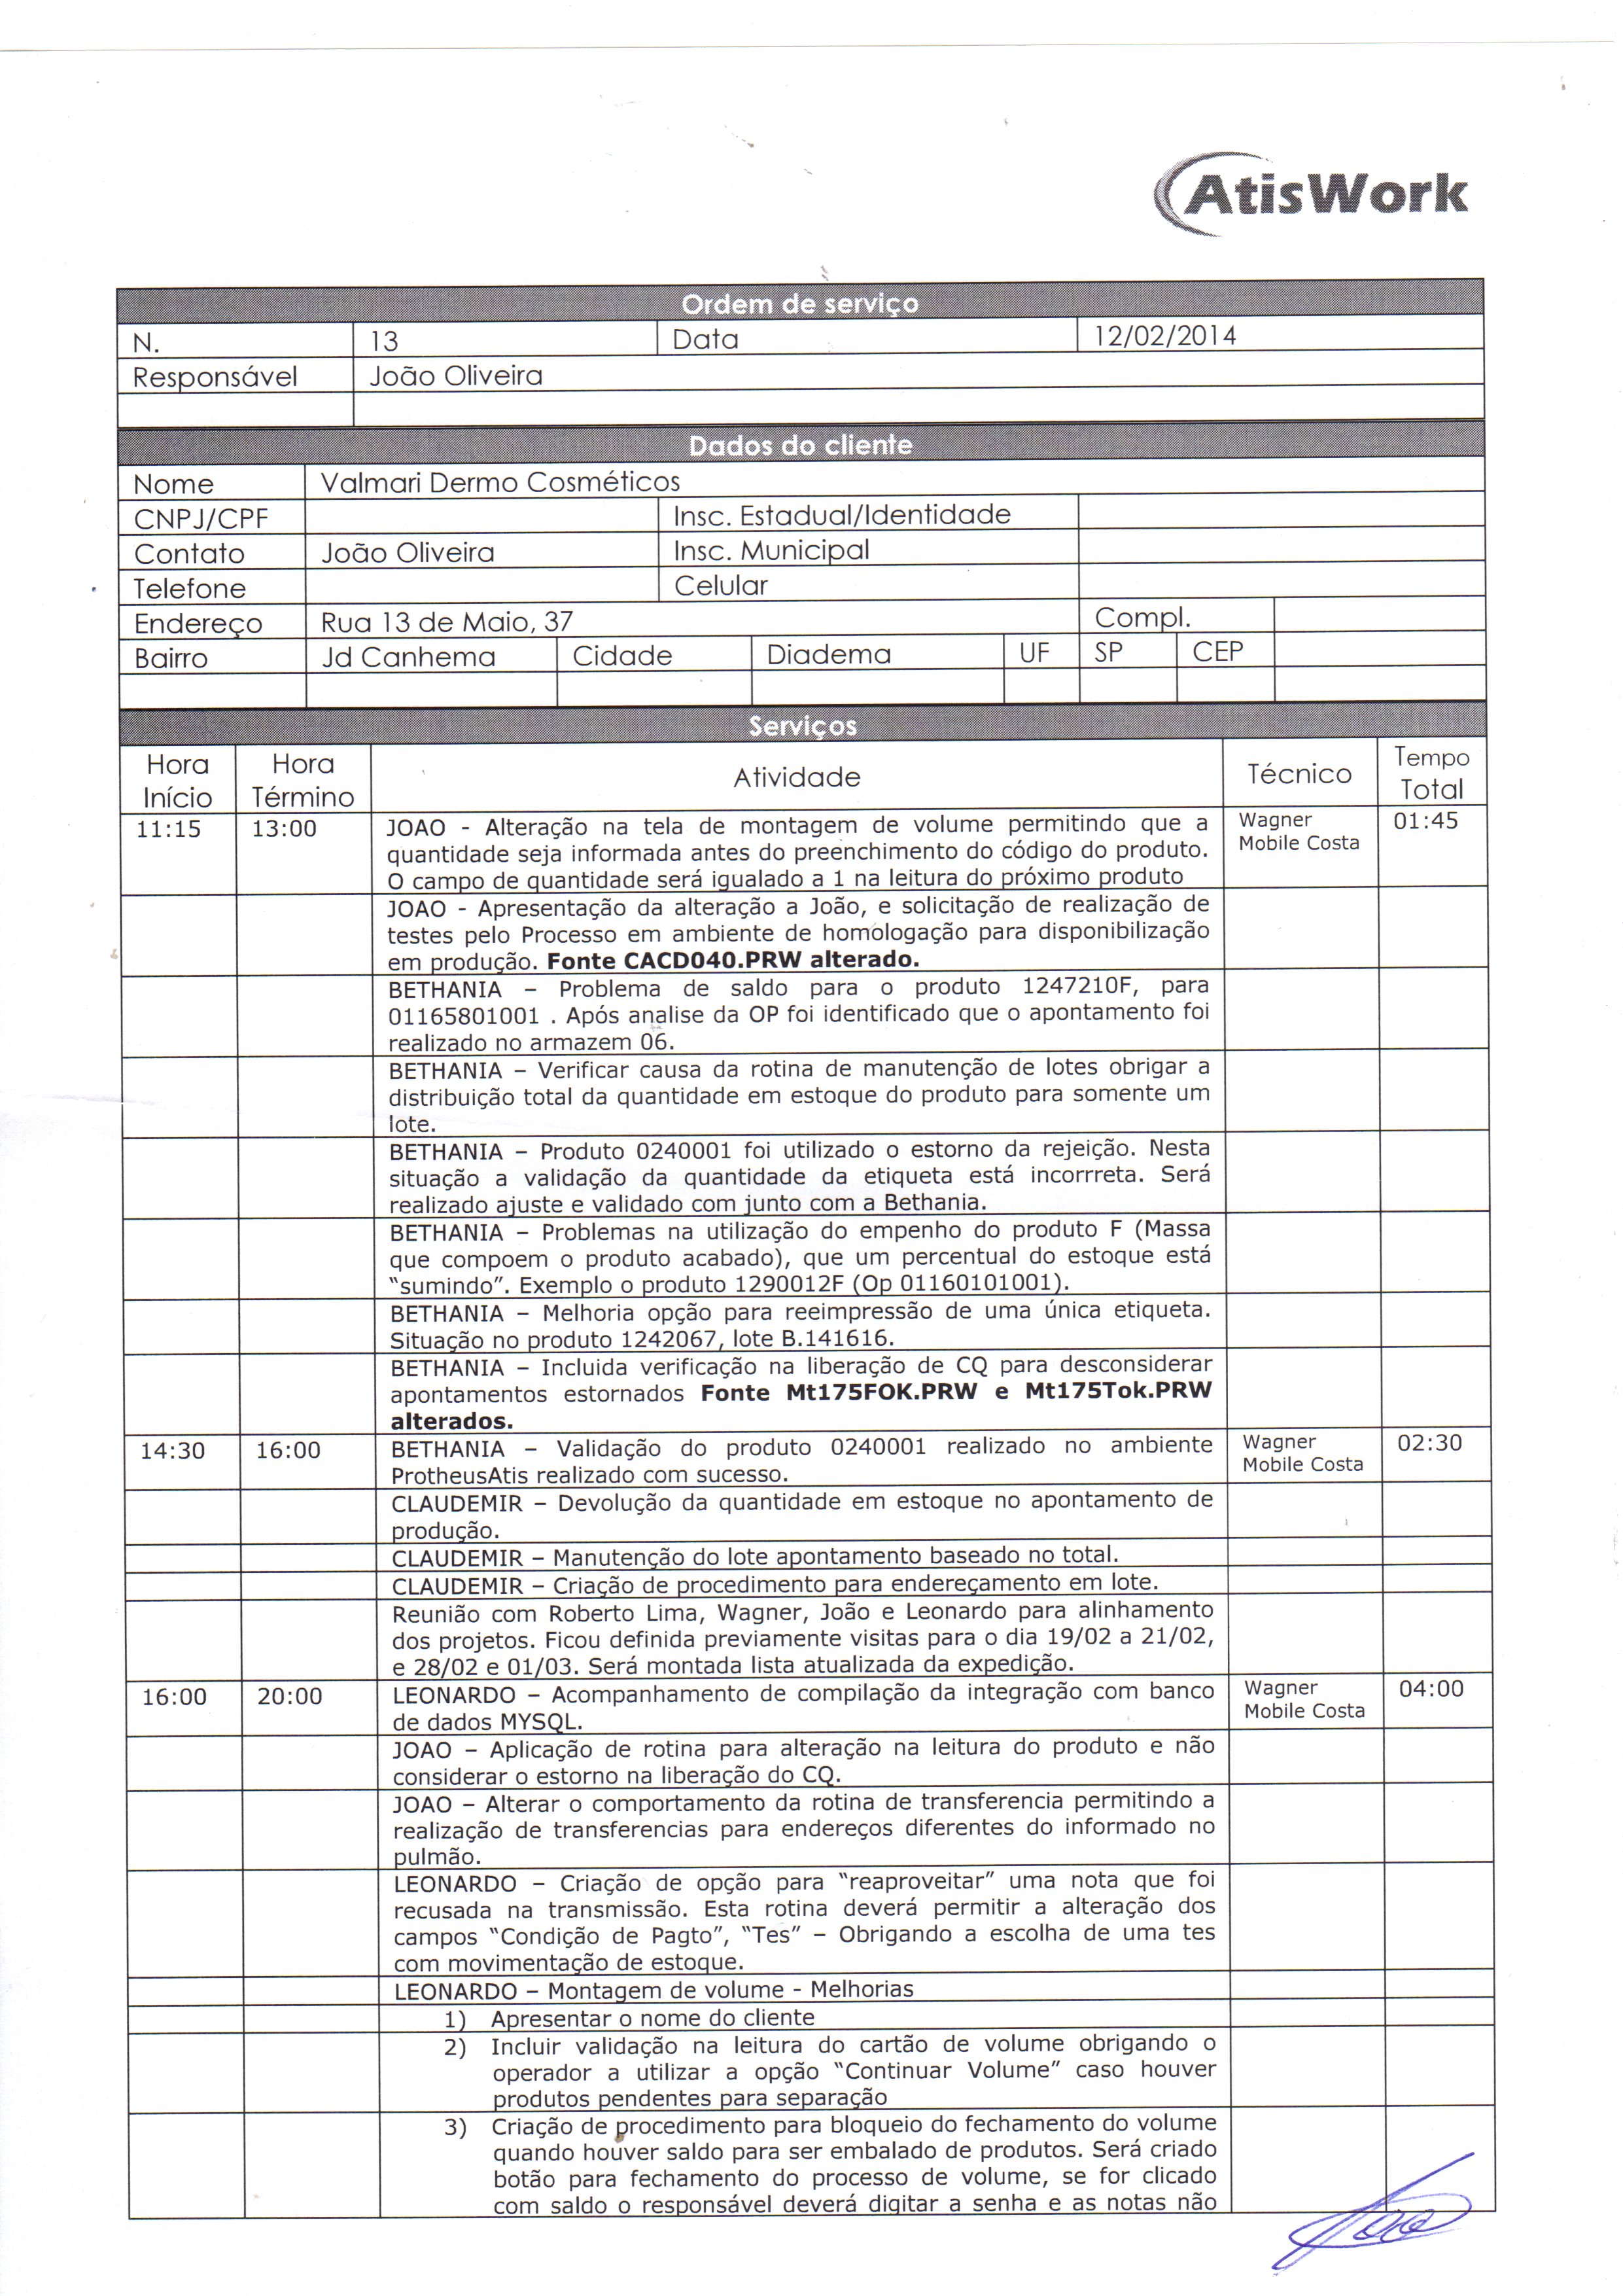 AtisWork
Ordem de serviço
N. 13 Data 12/02/2014
Responsável João Oliveira
Dados do cliente
Nome Valmari Dermo Cosméticos
CNPJ/CPF Insc. Estadual/Identidade
Contato João Oliveira Insc. Municipal
Telefone Celular
Endereço Rua 13 de Maio, 37 Compl.
Bairro Jd Canhema Cidade Diadema UF SP CEP
Serviços
Hora Início Hora Término Atividade Técnico Tempo Total
11:15 13:00 JOAO - Alteração na tela de montagem de volume permitindo que a Wagner 01:45
quantidade seja informada antes do preenchimento do código do produto. Mobile Costa
O campo de quantidade será igualado a 1 na leitura do próximo produto
JOAO - Apresentação da alteração a João, e solicitação de realização de
testes pelo Processo em ambiente de homologação para disponibilização
em produção. Fonte CACD040.PRW alterado.
BETHANIA – Problema de saldo para o produto 1247210F, para
01165801001 . Após analise da OP foi identificado que o apontamento foi
realizado no armazem 06.
BETHANIA – Verificar causa da rotina de manutenção de lotes obrigar a
distribuição total da quantidade em estoque do produto para somente um
lote.
BETHANIA – Produto 0240001 foi utilizado o estorno da rejeição. Nesta
situação a validação da quantidade da etiqueta está incorrreta. Será
realizado ajuste e validado com junto com a Bethania.
BETHANIA – Problemas na utilização do empenho do produto F (Massa
que compoem o produto acabado), que um percentual do estoque está
“sumindo”. Exemplo o produto 1290012F (Op 01160101001).
BETHANIA – Melhoria opção para reeimpressão de uma única etiqueta.
Situação no produto 1242067, lote B.141616.
BETHANIA – Incluida verificação na liberação de CQ para desconsiderar
apontamentos estornados Fonte Mt175FOK.PRW e Mt175Tok.PRW
alterados.
14:30 16:00 BETHANIA – Validação do produto 0240001 realizado no ambiente Wagner 02:30
ProtheusAtis realizado com sucesso. Mobile Costa
CLAUDEMIR – Devolução da quantidade em estoque no apontamento de
produção.
CLAUDEMIR – Manutenção do lote apontamento baseado no total.
CLAUDEMIR – Criação de procedimento para endereçamento em lote.
Reunião com Roberto Lima, Wagner, João e Leonardo para alinhamento
dos projetos. Ficou definida previamente visitas para o dia 19/02 a 21/02,
e 28/02 e 01/03. Será montada lista atualizada da expedição.
16:00 20:00 LEONARDO – Acompanhamento de compilação da integração com banco Wagner 04:00
de dados MYSQL. Mobile Costa
JOAO – Aplicação de rotina para alteração na leitura do produto e não
considerar o estorno na liberação do CQ.
JOAO – Alterar o comportamento da rotina de transferencia permitindo a
realização de transferencias para endereços diferentes do informado no
pulmão.
LEONARDO – Criação de opção para “reaproveitar” uma nota que foi
recusada na transmissão. Esta rotina deverá permitir a alteração dos
campos “Condição de Pagto”, “Tes” – Obrigando a escolha de uma tes
com movimentação de estoque.
LEONARDO – Montagem de volume - Melhorias
1) Apresentar o nome do cliente
2) Incluir validação na leitura do cartão de volume obrigando o
operador a utilizar a opção “Continuar Volume” caso houver
produtos pendentes para separação
3) Criação de procedimento para bloqueio do fechamento do volume
quando houver saldo para ser embalado de produtos. Será criado
botão para fechamento do processo de volume, se for clicado
com saldo o responsável deverá digitar a senha e as notas não